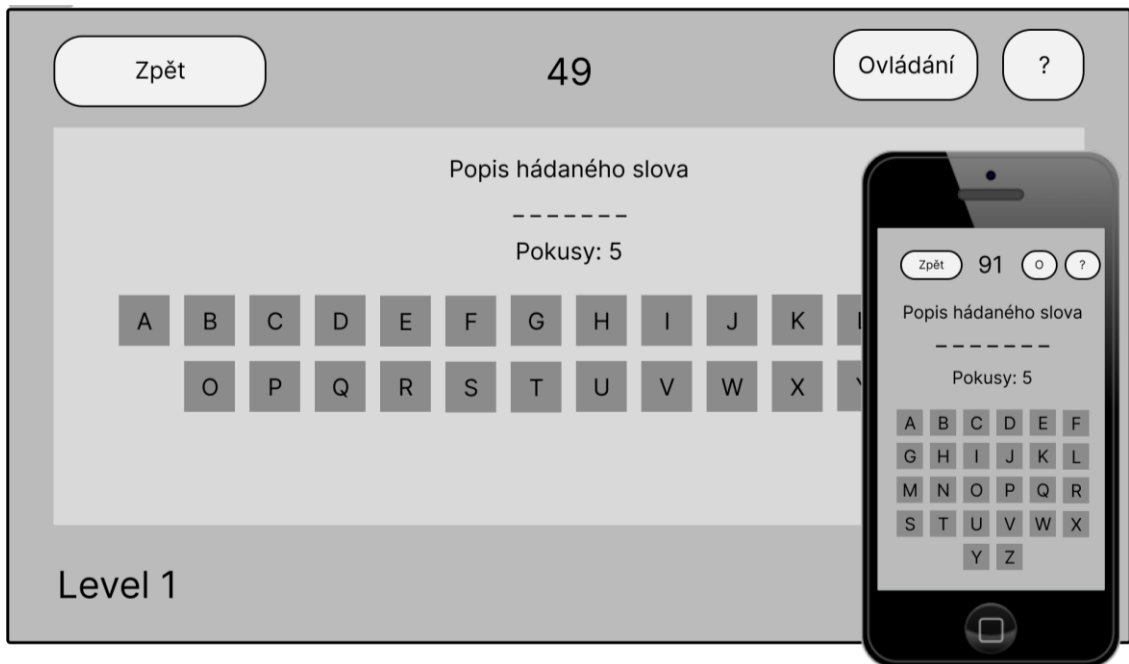 Zpět 49 Ovládání ?
Popis hádaného slova
_ _ _ _ _ _ _
Pokusy: 5
A B C D E F G H I J K
O P Q R S T U V W X
Level 1
Zpět 91 O ?
Popis hádaného slova
_ _ _ _ _ _ _
Pokusy: 5
A B C D E F
G H I J K L
M N O P Q R
S T U V W X
Y Z